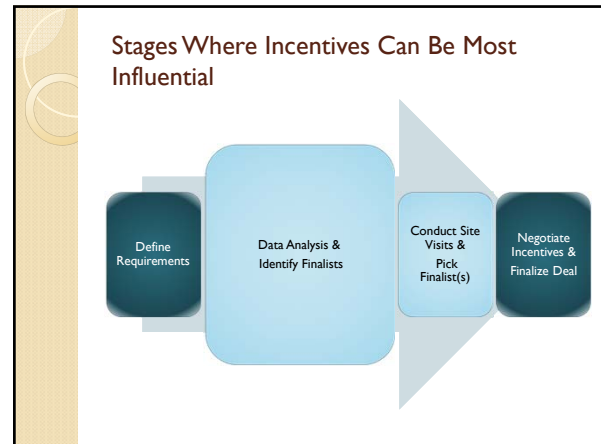 Stages Where Incentives Can Be Most
Influential
Define
Requirements
Data Analysis &
Identify Finalists
Conduct Site
Visits &
Pick
Finalist(s)
Negotiate
Incentives &
Finalize Deal